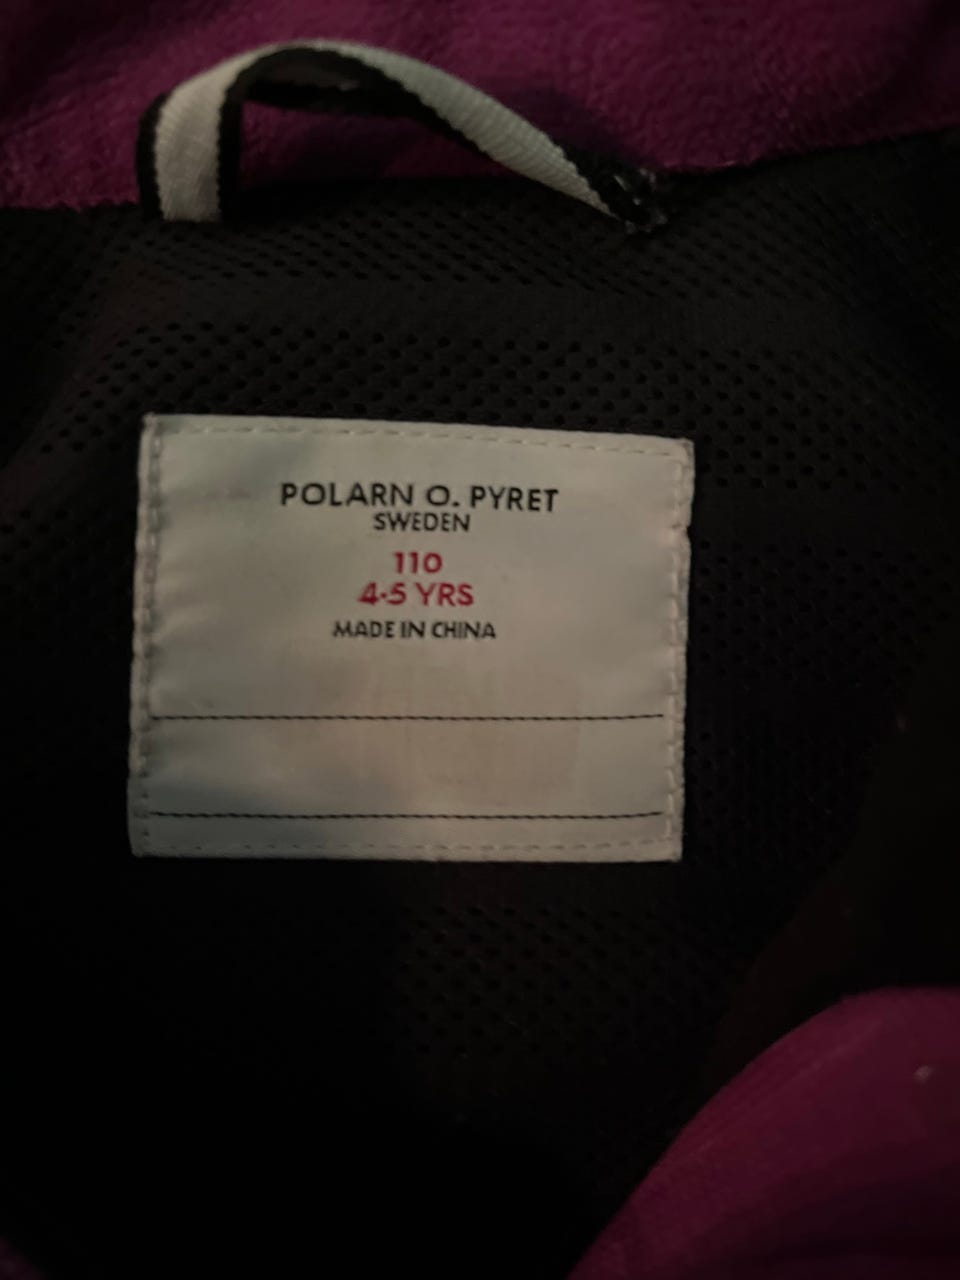 POLARN O. PYRET
SWEDEN
110
4-5 YRS
MADE IN CHINA